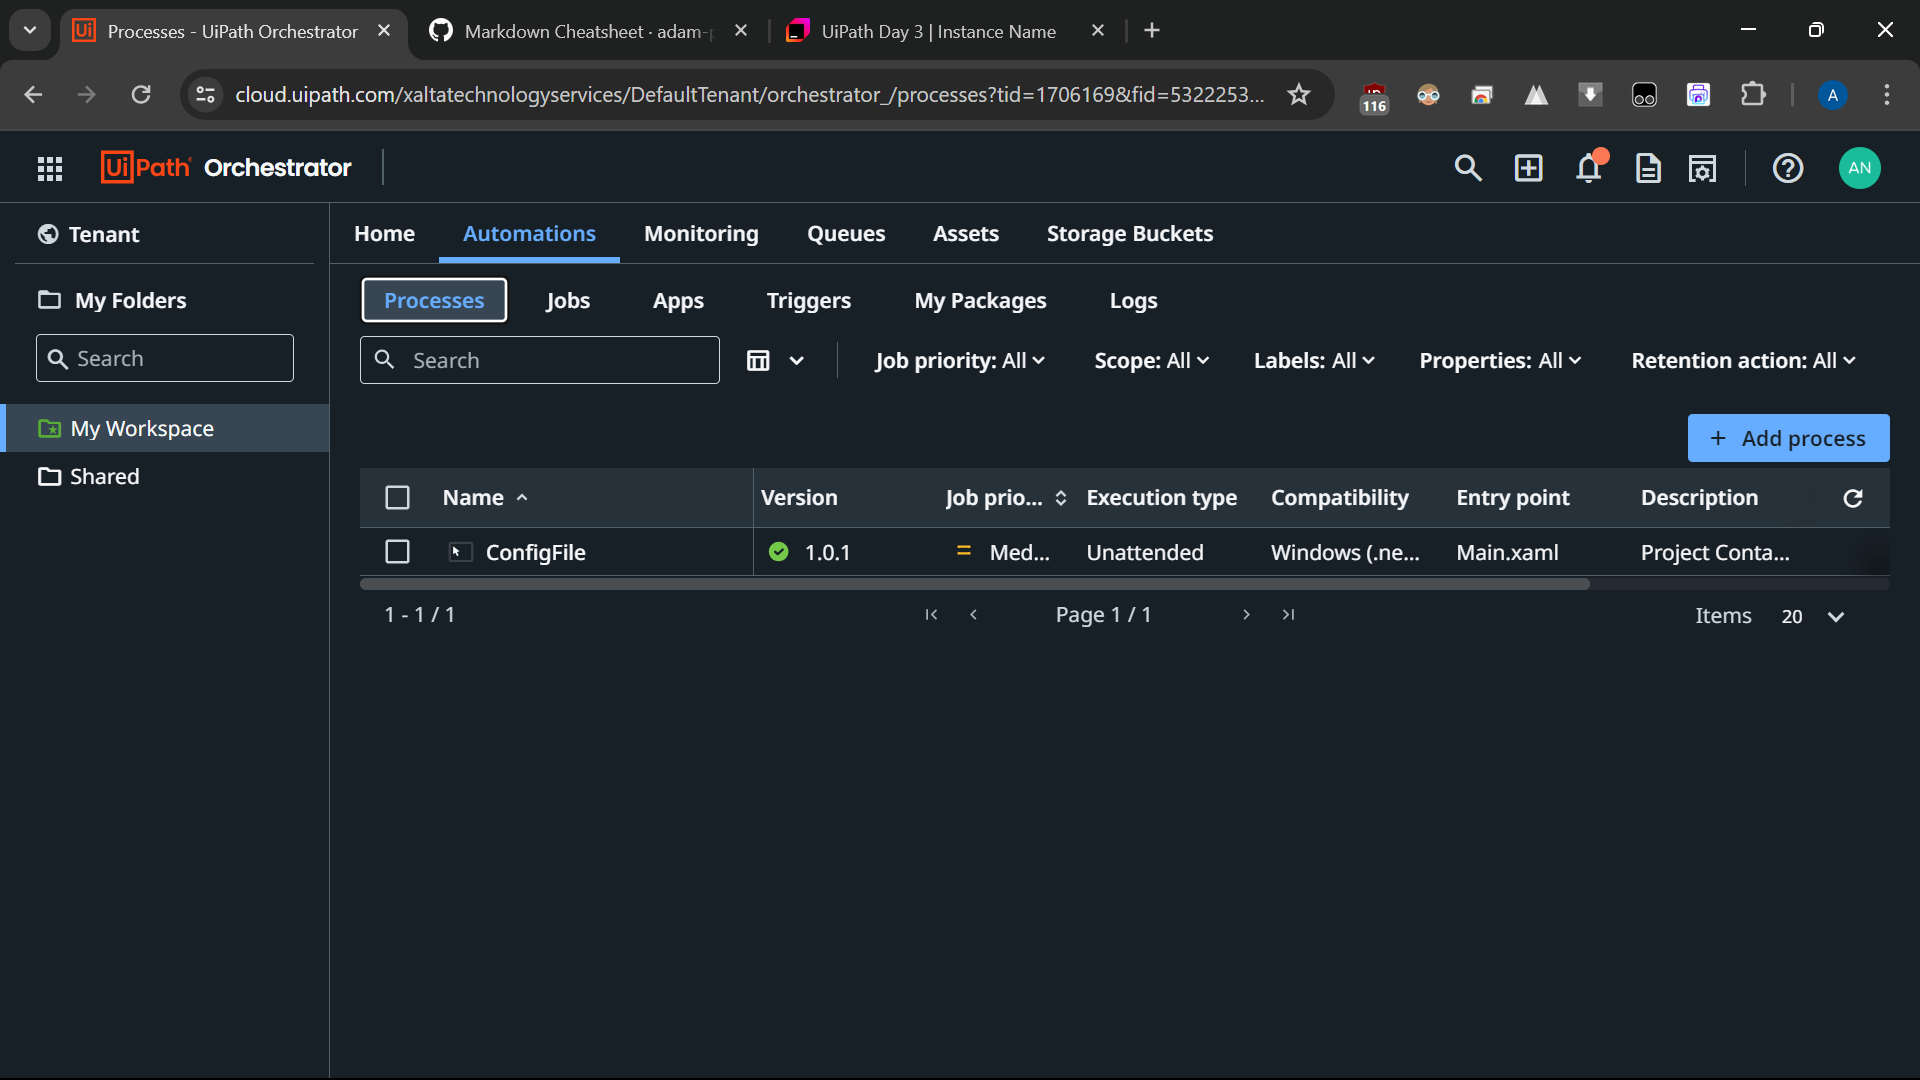 Processes - UiPath Orchestrator
Markdown Cheatsheet · adam-p
UiPath Day 3 | Instance Name
cloud.uipath.com/xaltatechnologyservices/DefaultTenant/orchestrator_/processes?tid=1706169&fid=5322253...
116
A
UiPath Orchestrator
AN
Tenant
Home
Automations
Monitoring
Queues
Assets
Storage Buckets
My Folders
Processes
Jobs
Apps
Triggers
My Packages
Logs
Search
Search
Job priority: All
Scope: All
Labels: All
Properties: All
Retention action: All
My Workspace
Shared
+ Add process
Name
Version
Job prio...
Execution type
Compatibility
Entry point
Description
ConfigFile
1.0.1
Med...
Unattended
Windows (.ne...
Main.xaml
Project Conta...
1 - 1 / 1
Page 1 / 1
Items 20